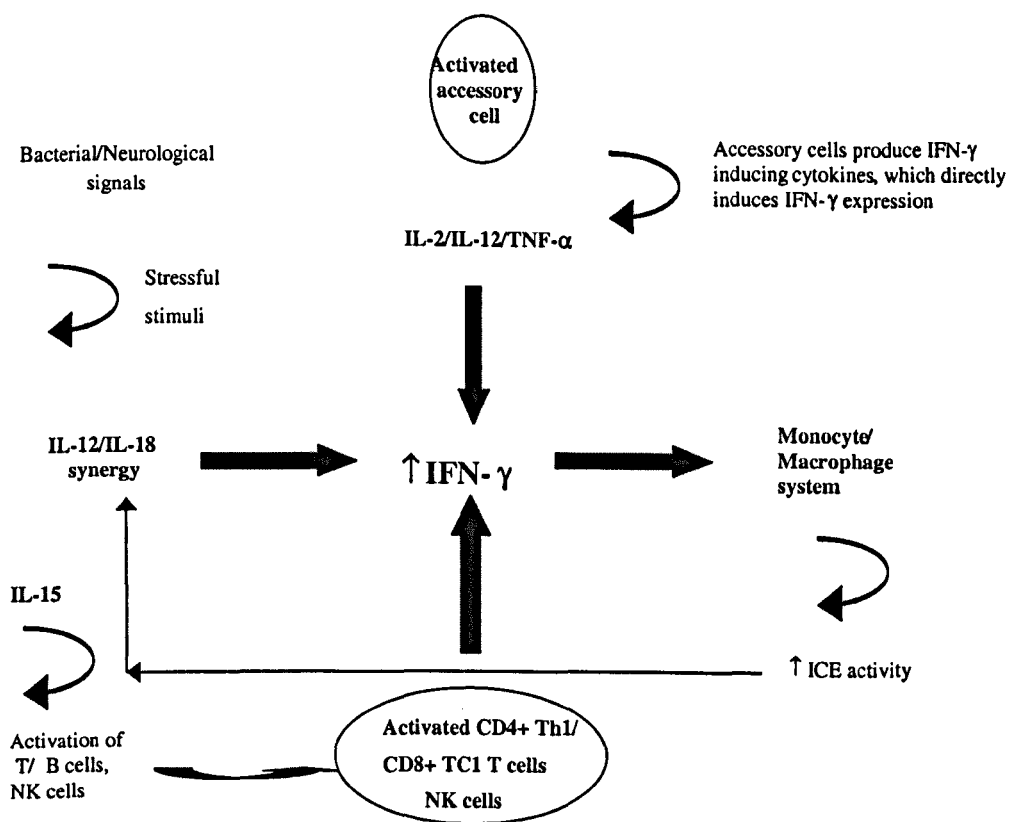 Activated
accessory
cell
Bacterial/Neurological
signals
Accessory cells produce IFN-γ
inducing cytokines, which directly
induces IFN-γ expression
IL-2/IL-12/TNF-α
Stressful
stimuli
IL-12/IL-18
synergy
↑IFN-γ
Monocyte/
Macrophage
system
IL-15
↑ICE activity
Activation of
T/ B cells,
NK cells
Activated CD4+ Th1/
CD8+ TC1 T cells
NK cells